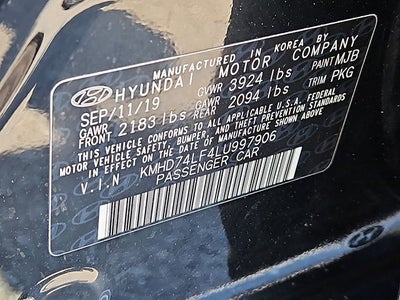 MANUFACTURED IN KOREA BY
HYUNDAI MOTOR COMPANY
SEP/11/19 GVWR 3924 lbs PAINT MJB
GAWR FRONT 2183 lbs GAWR REAR 2094 lbs TRIM PKG
THIS VEHICLE CONFORMS TO ALL APPLICABLE U.S.A. FEDERAL
MOTOR VEHICLE SAFETY, BUMPER, AND THEFT PREVENTION STANDARDS
IN EFFECT ON THE DATE OF MANUFACTURE SHOWN ABOVE.
V.I.N KMHD74LF4LU997906
PASSENGER CAR